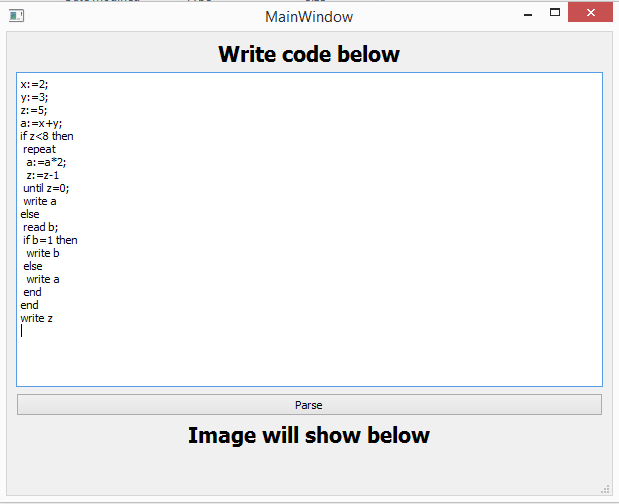 MainWindow
Write code below
x:=2;
y:=3;
z:=5;
a:=x+y;
if z<8 then
 repeat
  a:=a*2;
  z:=z-1
 until z=0;
 write a
else
 read b;
 if b=1 then
  write b
 else
  write a
 end
end
write z
Parse
Image will show below